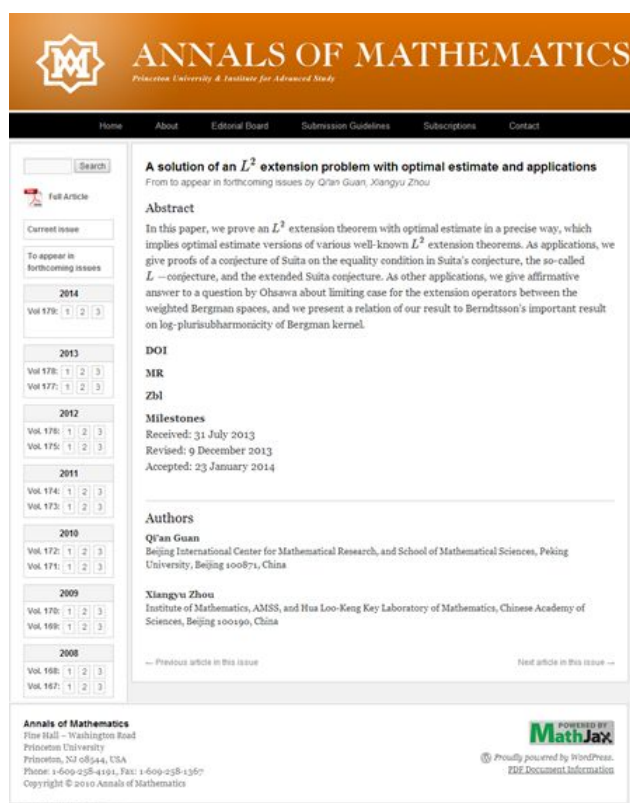 ANNALS OF MATHEMATICS
Princeton University & Institute for Advanced Study
Home About Editorial Board Submission Guidelines Subscriptions Contact
Search
Full Article
Current issue
To appear in
forthcoming issues
2014
Vol 179: 1 2 3
2013
Vol 178: 1 2 3
Vol 177: 1 2 3
2012
Vol. 176: 1 2 3
Vol. 175: 1 2 3
2011
Vol. 174: 1 2 3
Vol. 173: 1 2 3
2010
Vol. 172: 1 2 3
Vol. 171: 1 2 3
2009
Vol. 170: 1 2 3
Vol. 169: 1 2 3
2008
Vol. 168: 1 2 3
Vol. 167: 1 2 3
A solution of an L² extension problem with optimal estimate and applications
From to appear in forthcoming issues by Qi'an Guan, Xiangyu Zhou
Abstract
In this paper, we prove an L² extension theorem with optimal estimate in a precise way, which
implies optimal estimate versions of various well-known L² extension theorems. As applications, we
give proofs of a conjecture of Suita on the equality condition in Suita's conjecture, the so-called
L −conjecture, and the extended Suita conjecture. As other applications, we give affirmative
answer to a question by Ohsawa about limiting case for the extension operators between the
weighted Bergman spaces, and we present a relation of our result to Berndtsson's important result
on log-plurisubharmonicity of Bergman kernel.
DOI
MR
Zbl
Milestones
Received: 31 July 2013
Revised: 9 December 2013
Accepted: 23 January 2014
Authors
Qi'an Guan
Beijing International Center for Mathematical Research, and School of Mathematical Sciences, Peking
University, Beijing 100871, China
Xiangyu Zhou
Institute of Mathematics, AMSS, and Hua Loo-Keng Key Laboratory of Mathematics, Chinese Academy of
Sciences, Beijing 100190, China
← Previous article in this issue Next article in this issue →
Annals of Mathematics
Fine Hall – Washington Road
Princeton University
Princeton, NJ 08544, USA
Phone: 1-609-258-4191, Fax: 1-609-258-1367
Copyright © 2010 Annals of Mathematics
POWERED BY
MathJax
Proudly powered by WordPress.
PDF Document Information